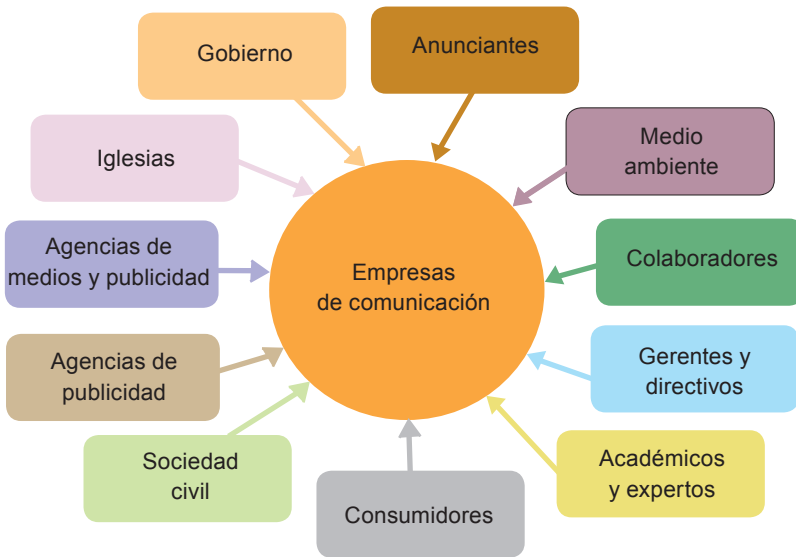 Gobierno
Anunciantes
Iglesias
Medio
ambiente
Agencias de
medios y publicidad
Empresas
de comunicación
Colaboradores
Agencias de
publicidad
Gerentes y
directivos
Sociedad
civil
Consumidores
Académicos
y expertos